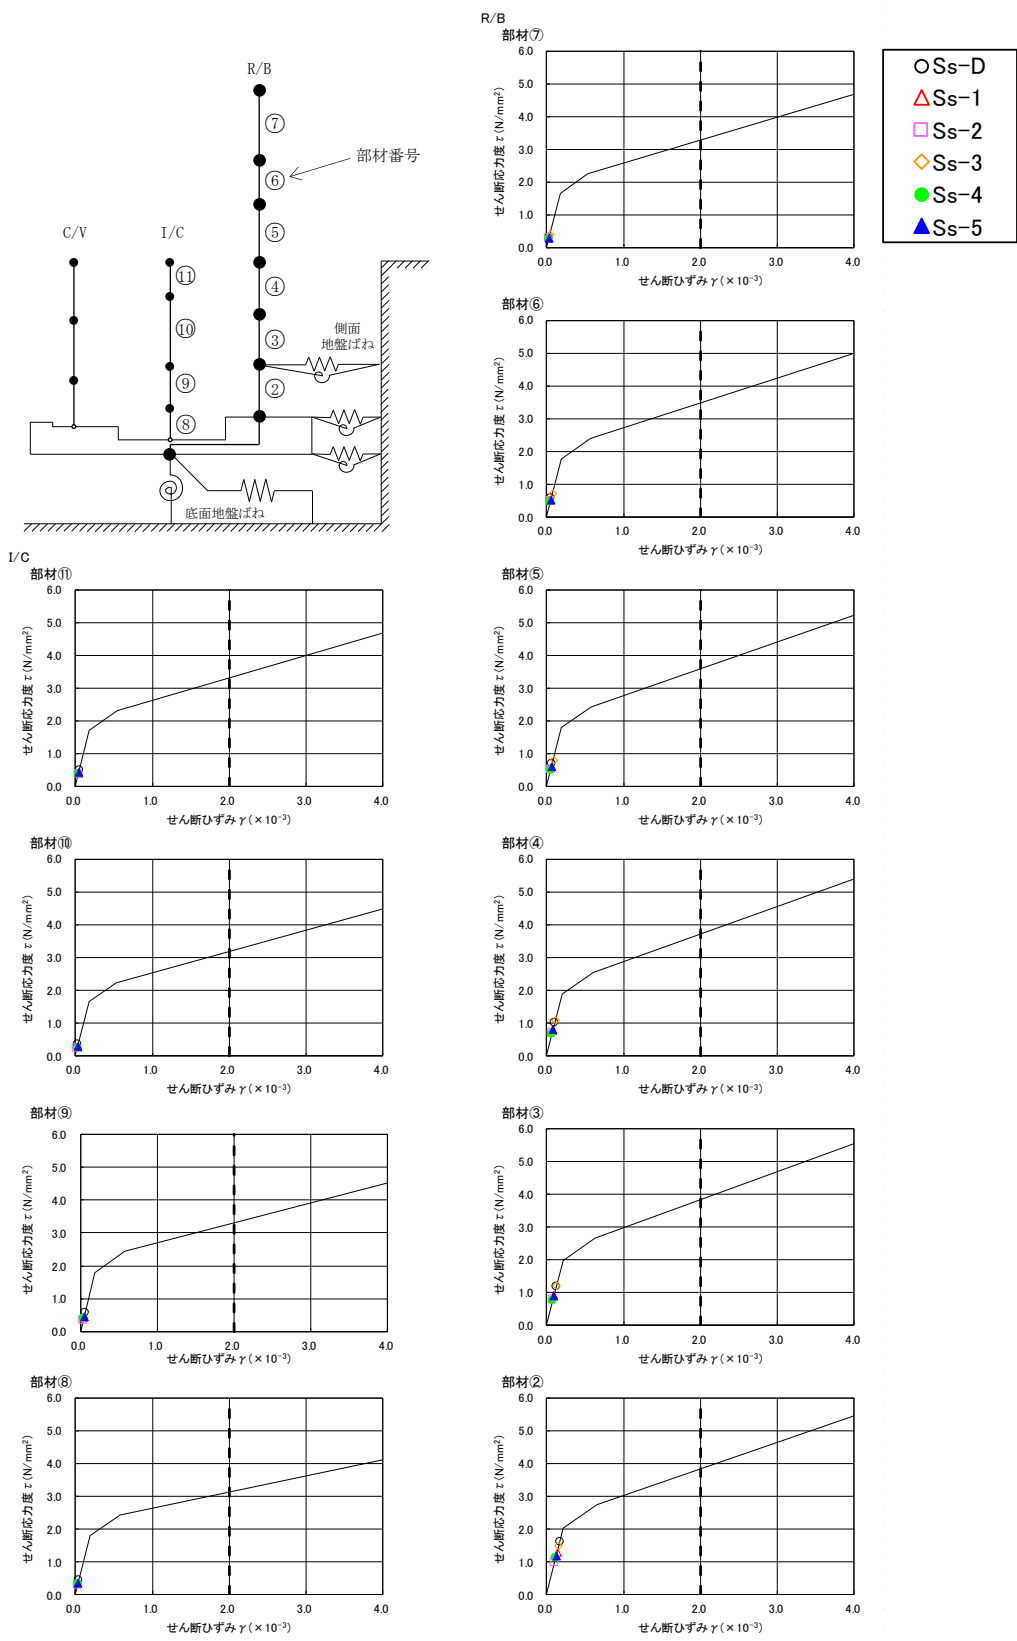 R/B
部材⑦
6.0
5.0
4.0
3.0
2.0
1.0
0.0
せん断応力度 τ (N/mm²)
0.0 1.0 2.0 3.0 4.0
せん断ひずみ γ (×10⁻³)
○Ss-D
△Ss-1
□Ss-2
◇Ss-3
●Ss-4
▲Ss-5
R/B
⑦
部材番号
⑥
C/V I/C ⑤
⑪
④
⑩
側面
地盤ばね
③
⑨ ②
⑧
底面地盤ばね
部材⑥
6.0
5.0
4.0
3.0
2.0
1.0
0.0
せん断応力度 τ (N/mm²)
0.0 1.0 2.0 3.0 4.0
せん断ひずみ γ (×10⁻³)
I/C
部材⑪
6.0
5.0
4.0
3.0
2.0
1.0
0.0
せん断応力度 τ (N/mm²)
0.0 1.0 2.0 3.0 4.0
せん断ひずみ γ (×10⁻³)
部材⑤
6.0
5.0
4.0
3.0
2.0
1.0
0.0
せん断応力度 τ (N/mm²)
0.0 1.0 2.0 3.0 4.0
せん断ひずみ γ (×10⁻³)
部材⑩
6.0
5.0
4.0
3.0
2.0
1.0
0.0
せん断応力度 τ (N/mm²)
0.0 1.0 2.0 3.0 4.0
せん断ひずみ γ (×10⁻³)
部材④
6.0
5.0
4.0
3.0
2.0
1.0
0.0
せん断応力度 τ (N/mm²)
0.0 1.0 2.0 3.0 4.0
せん断ひずみ γ (×10⁻³)
部材⑨
6.0
5.0
4.0
3.0
2.0
1.0
0.0
せん断応力度 τ (N/mm²)
0.0 1.0 2.0 3.0 4.0
せん断ひずみ γ (×10⁻³)
部材③
6.0
5.0
4.0
3.0
2.0
1.0
0.0
せん断応力度 τ (N/mm²)
0.0 1.0 2.0 3.0 4.0
せん断ひずみ γ (×10⁻³)
部材⑧
6.0
5.0
4.0
3.0
2.0
1.0
0.0
せん断応力度 τ (N/mm²)
0.0 1.0 2.0 3.0 4.0
せん断ひずみ γ (×10⁻³)
部材②
6.0
5.0
4.0
3.0
2.0
1.0
0.0
せん断応力度 τ (N/mm²)
0.0 1.0 2.0 3.0 4.0
せん断ひずみ γ (×10⁻³)